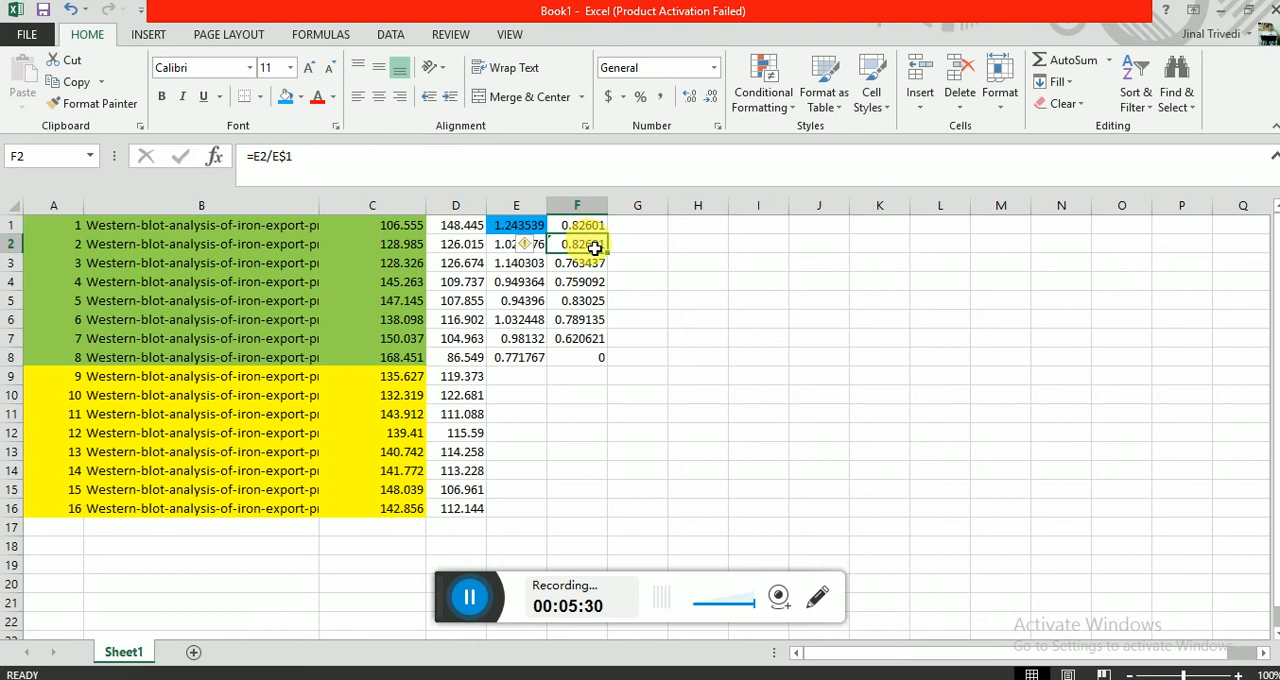 Book1 - Excel (Product Activation Failed)
FILE HOME INSERT PAGE LAYOUT FORMULAS DATA REVIEW VIEW Jinal Trivedi
Paste Cut Copy Format Painter Clipboard
Calibri 11 B I U A A A Font
Wrap Text Merge & Center Alignment
General $ % , Number
Conditional Formatting Format as Table Cell Styles Styles
Insert Delete Format Cells
AutoSum Fill Clear Sort & Filter Find & Select Editing
F2 fx =E2/E$1
A B C D E F G H I J K L M N O P Q
1 1 Western-blot-analysis-of-iron-export-p 106.555 148.445 1.243539 0.82601
2 2 Western-blot-analysis-of-iron-export-p 128.985 126.015
3 3 Western-blot-analysis-of-iron-export-p 128.326 126.674 1.140303 0.763437
4 4 Western-blot-analysis-of-iron-export-p 145.263 109.737 0.949364 0.759092
5 5 Western-blot-analysis-of-iron-export-p 147.145 107.855 0.94396 0.83025
6 6 Western-blot-analysis-of-iron-export-p 138.098 116.902 1.032448 0.789135
7 7 Western-blot-analysis-of-iron-export-p 150.037 104.963 0.98132 0.620621
8 8 Western-blot-analysis-of-iron-export-p 168.451 86.549 0.771767 0
9 9 Western-blot-analysis-of-iron-export-p 135.627 119.373
10 10 Western-blot-analysis-of-iron-export-p 132.319 122.681
11 11 Western-blot-analysis-of-iron-export-p 143.912 111.088
12 12 Western-blot-analysis-of-iron-export-p 139.41 115.59
13 13 Western-blot-analysis-of-iron-export-p 140.742 114.258
14 14 Western-blot-analysis-of-iron-export-p 141.772 113.228
15 15 Western-blot-analysis-of-iron-export-p 148.039 106.961
16 16 Western-blot-analysis-of-iron-export-p 142.856 112.144
17
18
19
20
21
22
Recording...
00:05:30
Activate Windows
Go to Settings to activate Windows.
Sheet1
READY 100%